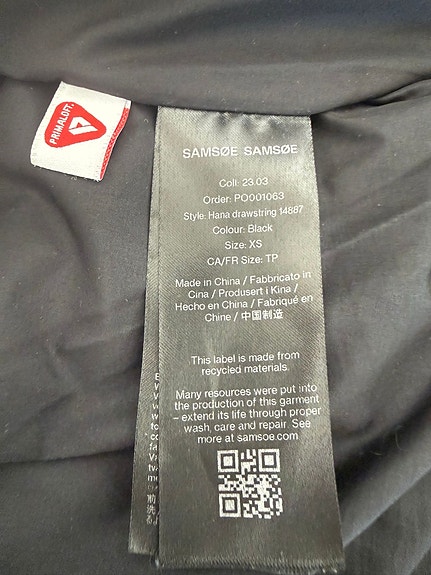 PRIMALOFT
SAMSØE SAMSØE
Coll: 23.03
Order: PO001063
Style: Hana drawstring 14887
Colour: Black
Size: XS
CA/FR Size: TP
Made in China / Fabbricato in
Cina / Produsert i Kina /
Hecho en China / Fabriqué en
Chine / 中国制造
This label is made from
recycled materials.
Many resources were put into
the production of this garment
– extend its life through proper
wash, care and repair. See
more at samsoe.com